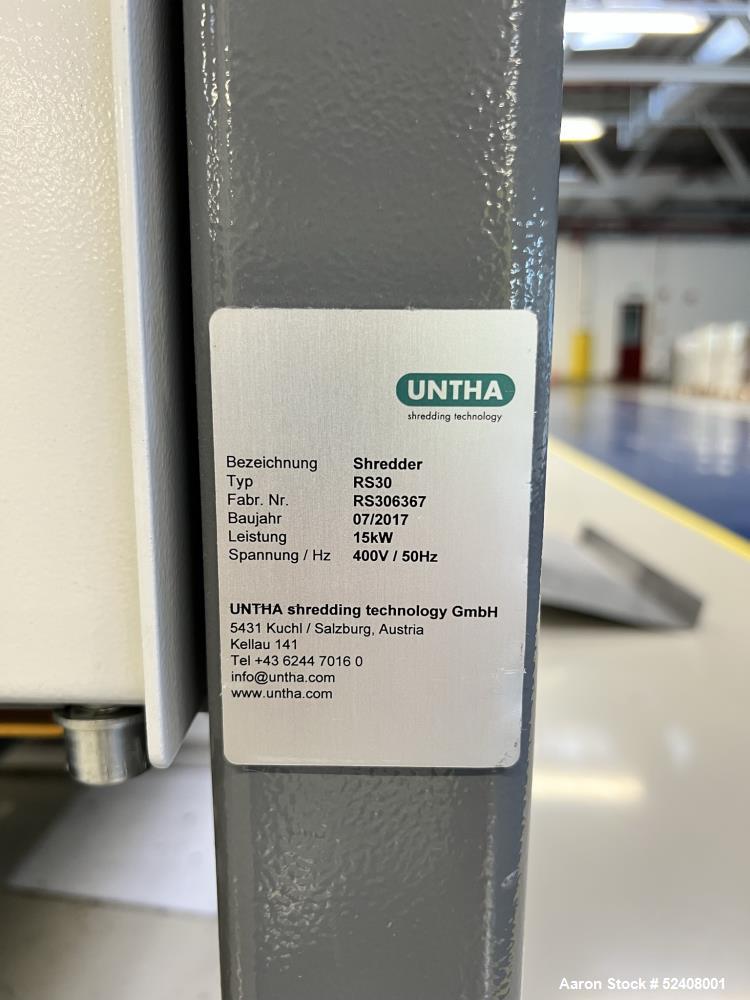 UNTHA
shredding technology
Bezeichnung Shredder
Typ RS30
Fabr. Nr. RS306367
Baujahr 07/2017
Leistung 15kW
Spannung / Hz 400V / 50Hz
UNTHA shredding technology GmbH
5431 Kuchl / Salzburg, Austria
Kellau 141
Tel +43 6244 7016 0
info@untha.com
www.untha.com
Aaron Stock # 52408001